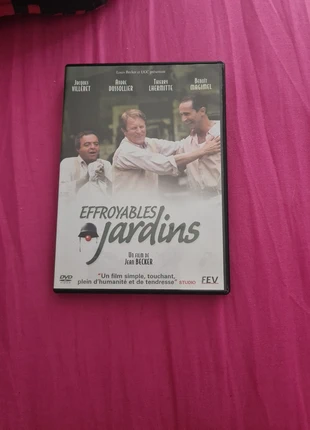 Jacques VILLERET André DUSSOLLIER Thierry LHERMITTE Benoît MAGIMEL
EFFROYABLES
jardins
UN FILM DE
JEAN BECKER
DVD
"Un film simple, touchant,
plein d'humanité et de tendresse" STUDIO
F.E.V.